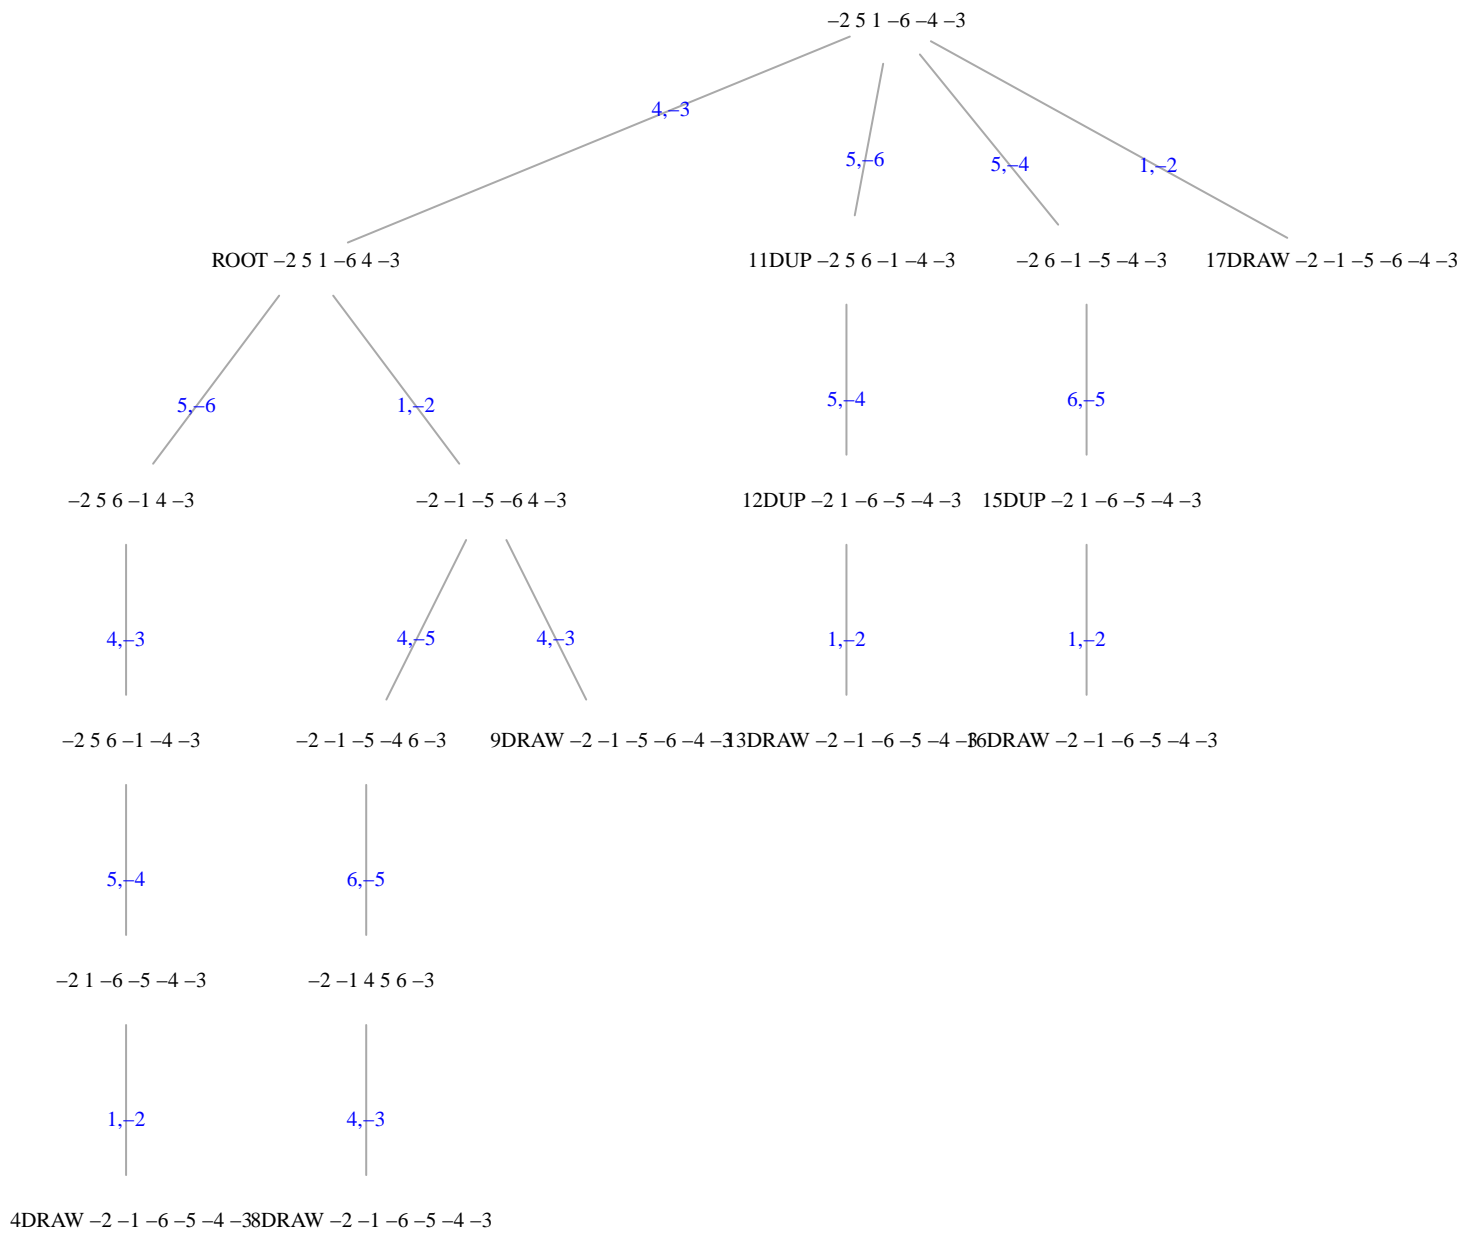 –2 5 1 –6 –4 –3
4,–3
5,–6
5,–4
1,–2
ROOT –2 5 1 –6 4 –3
11DUP –2 5 6 –1 –4 –3
–2 6 –1 –5 –4 –3
17DRAW –2 –1 –5 –6 –4 –3
5,–6
1,–2
5,–4
6,–5
–2 5 6 –1 4 –3
–2 –1 –5 –6 4 –3
12DUP –2 1 –6 –5 –4 –3
15DUP –2 1 –6 –5 –4 –3
4,–3
4,–5
4,–3
1,–2
1,–2
–2 5 6 –1 –4 –3
–2 –1 –5 –4 6 –3
9DRAW –2 –1 –5 –6 –4 –3
13DRAW –2 –1 –6 –5 –4 –3
16DRAW –2 –1 –6 –5 –4 –3
5,–4
6,–5
–2 1 –6 –5 –4 –3
–2 –1 4 5 6 –3
1,–2
4,–3
4DRAW –2 –1 –6 –5 –4 –3
8DRAW –2 –1 –6 –5 –4 –3